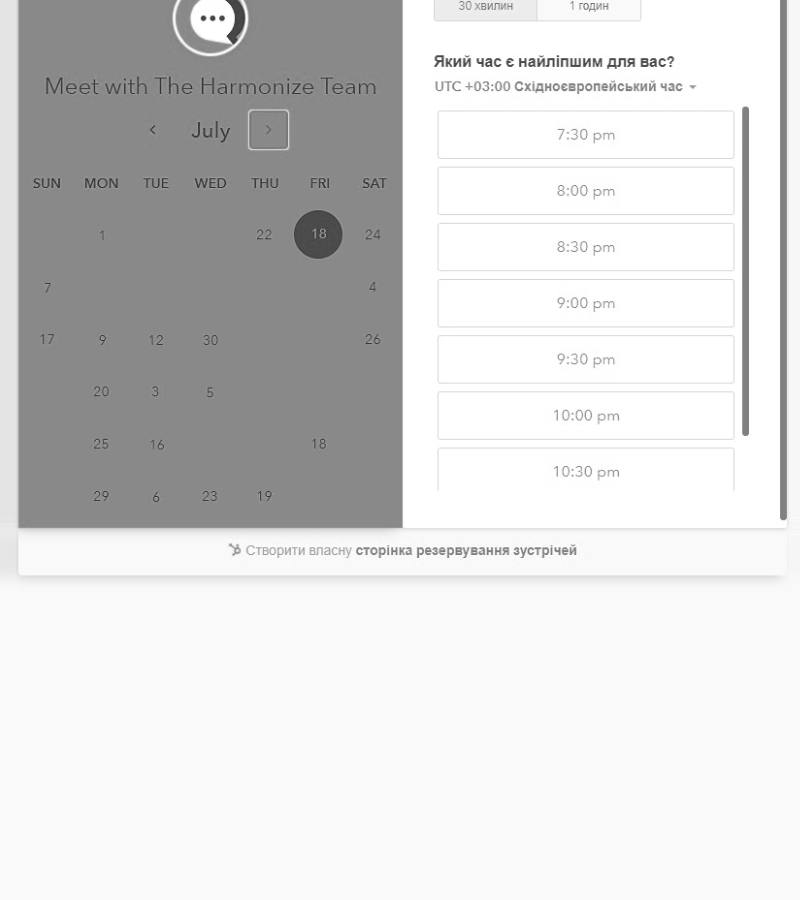 Meet with The Harmonize Team
July
SUN MON TUE WED THU FRI SAT
1 22 18 24
7 4
17 9 12 30 26
20 3 5
25 16 18
29 6 23 19
30 хвилин 1 годин
Який час є найліпшим для вас?
UTC +03:00 Східноєвропейський час
7:30 pm
8:00 pm
8:30 pm
9:00 pm
9:30 pm
10:00 pm
10:30 pm
Створити власну сторінка резервування зустрічей